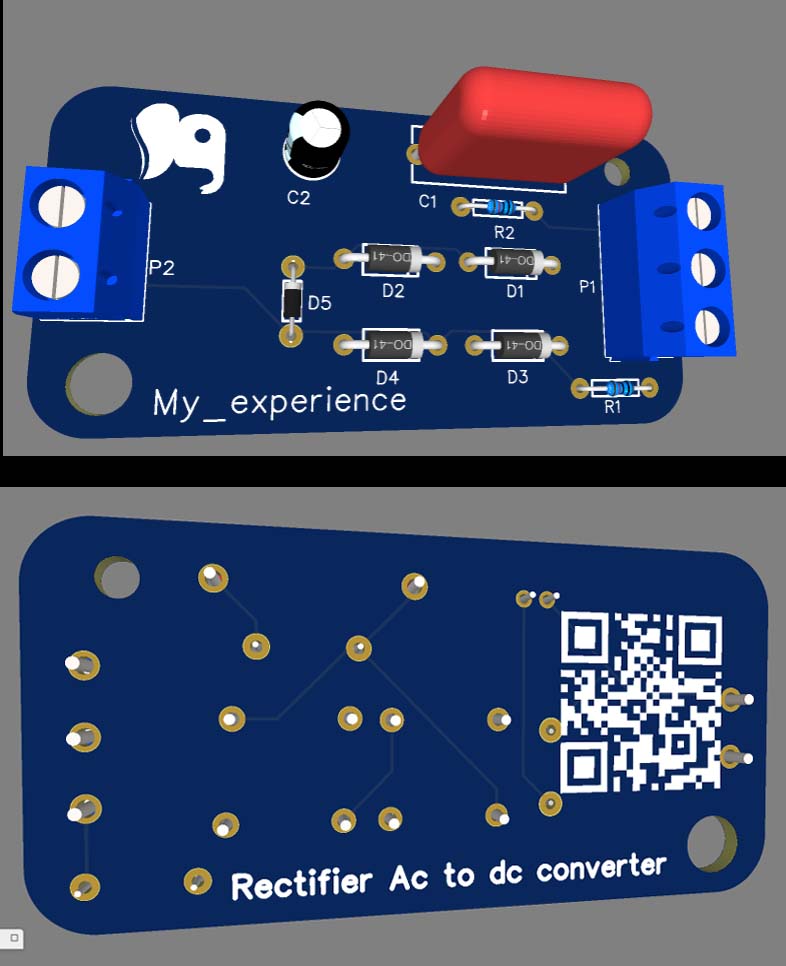 C2
C1
R2
P2
D2
D1
P1
D5
D4
D3
R1
My_experience
DO-41
DO-41
DO-41
DO-41
Rectifier Ac to dc converter